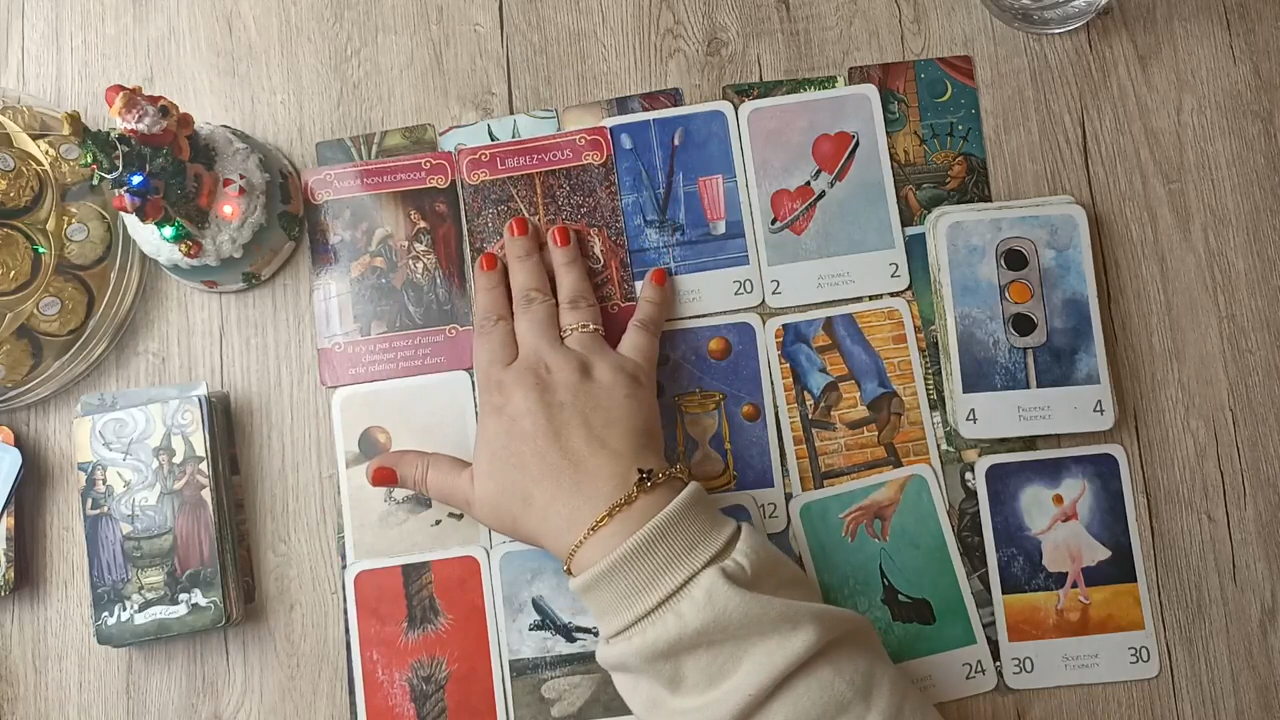 AMOUR NON RÉCIPROQUE
LIBÉREZ-VOUS
Il n'y a pas assez d'attrait
chimique pour que
cette relation puisse durer.
COUPLE
20
2
ATTIRANCE
ATTRACTION
2
4
PRUDENCE
PRUDENCE
4
12
24
30
SOUPLESSE
FLEXIBILITY
30